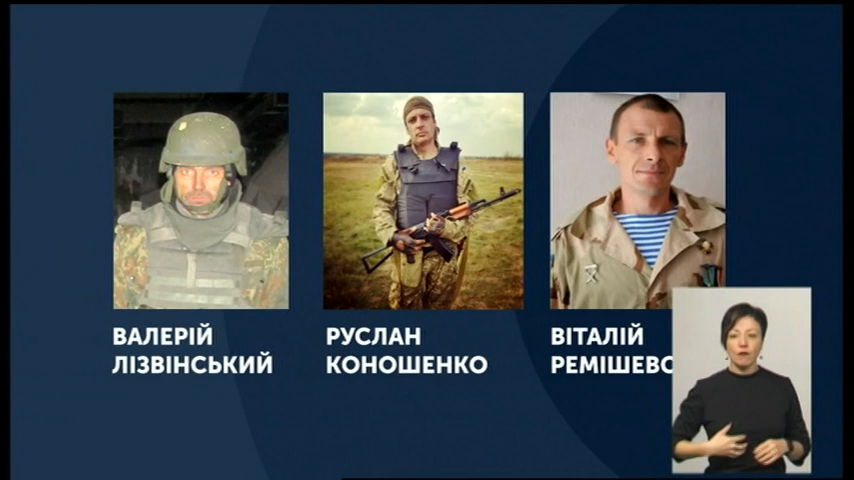 ВАЛЕРІЙ
ЛІЗВІНСЬКИЙ
РУСЛАН
КОНОШЕНКО
ВІТАЛІЙ